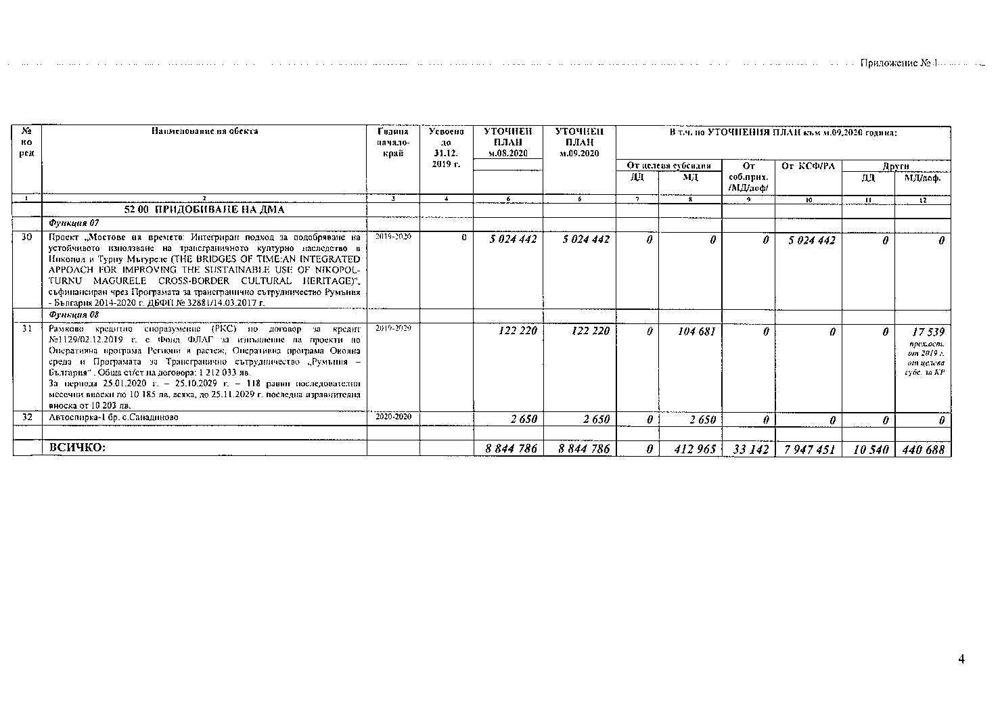 Приложение № 1
№ по ред
Наименование на обекта
Година начало-край
Усвоено до 31.12. 2019 г.
УТОЧНЕН ПЛАН м.08.2020
УТОЧНЕН ПЛАН м.09.2020
В т.ч. по УТОЧНЕНИЯ ПЛАН към м.09.2020 година:
От целева субсидия
От соб.прих. /МД/доф/
От КСФ/РА
Други
ДД МД ДД МД/доф.
1 2 3 4 6 6 7 8 9 10 11 12
52 00 ПРИДОБИВАНЕ НА ДМА
Функция 07
30 Проект „Мостове на времето: Интегриран подход за подобряване на 2019-2020 0 5 024 442 5 024 442 0 0 0 5 024 442 0 0
устойчивото използване на трансграничното културно наследство в
Никопол и Турну Мъгуреле (THE BRIDGES OF TIME:AN INTEGRATED
APPOACH FOR IMPROVING THE SUSTAINABLE USE OF NIKOPOL-
TURNU MAGURELE CROSS-BORDER CULTURAL HERITAGE)",
съфинансиран чрез Програмата за трансгранично сътрудничество Румъния
- България 2014-2020 г. ДБФП № 32881/14.03.2017 г.
Функция 08
31 Рамково кредитно споразумение (РКС) по договор за кредит 2019-2029 122 220 122 220 0 104 681 0 0 0 17 539
№1129/02.12.2019 г. с Фонд ФЛАГ за изпълнение на проекти по
Оперативна програма Региони в растеж, Оперативна програма Околна
среда и Програмата за Трансгранично сътрудничество „Румъния –
България" . Обща ст/ст на договора: 1 212 033 лв.
За периода 25.01.2020 г. – 25.10.2029 г. – 118 равни последователни
месечни вноски по 10 185 лв. всяка, до 25.11.2029 г. последна изравнителна
вноска от 10 203 лв.
прех.ост.
от 2019 г.
от целева
субс. за КР
32 Автоспирка-1 бр. с.Санадиново 2020-2020 2 650 2 650 0 2 650 0 0 0 0
ВСИЧКО: 8 844 786 8 844 786 0 412 965 33 142 7 947 451 10 540 440 688
4